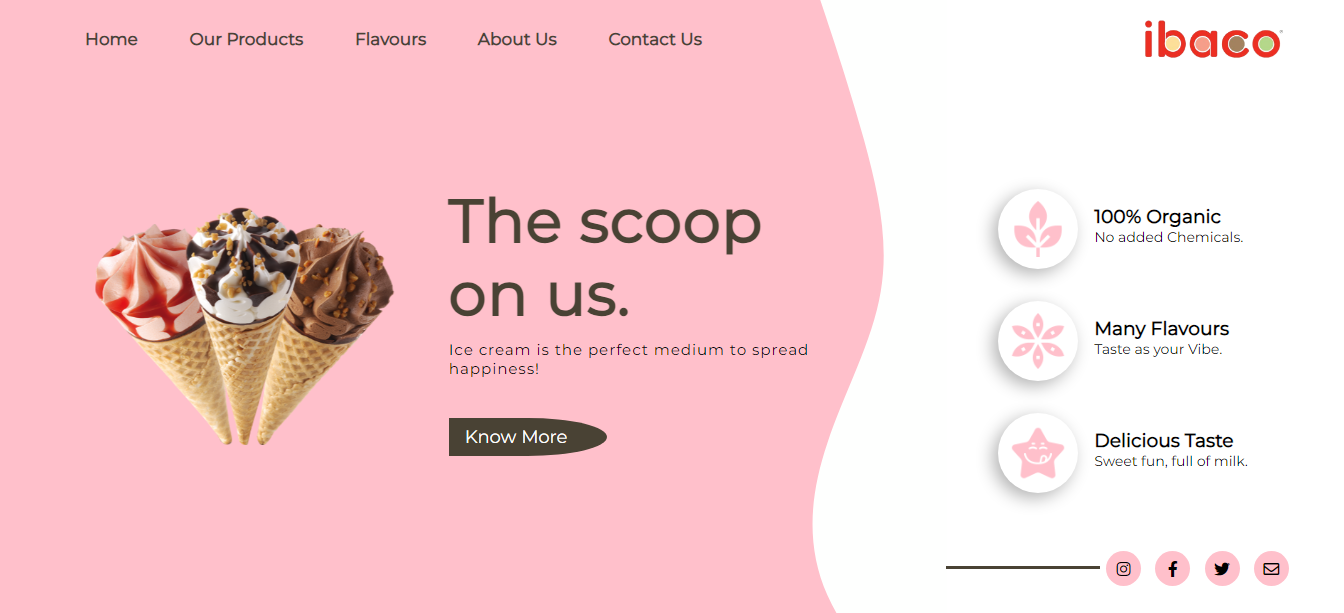 Home Our Products Flavours About Us Contact Us
ibaco
The scoop
on us.
Ice cream is the perfect medium to spread
happiness!
Know More
100% Organic
No added Chemicals.
Many Flavours
Taste as your Vibe.
Delicious Taste
Sweet fun, full of milk.